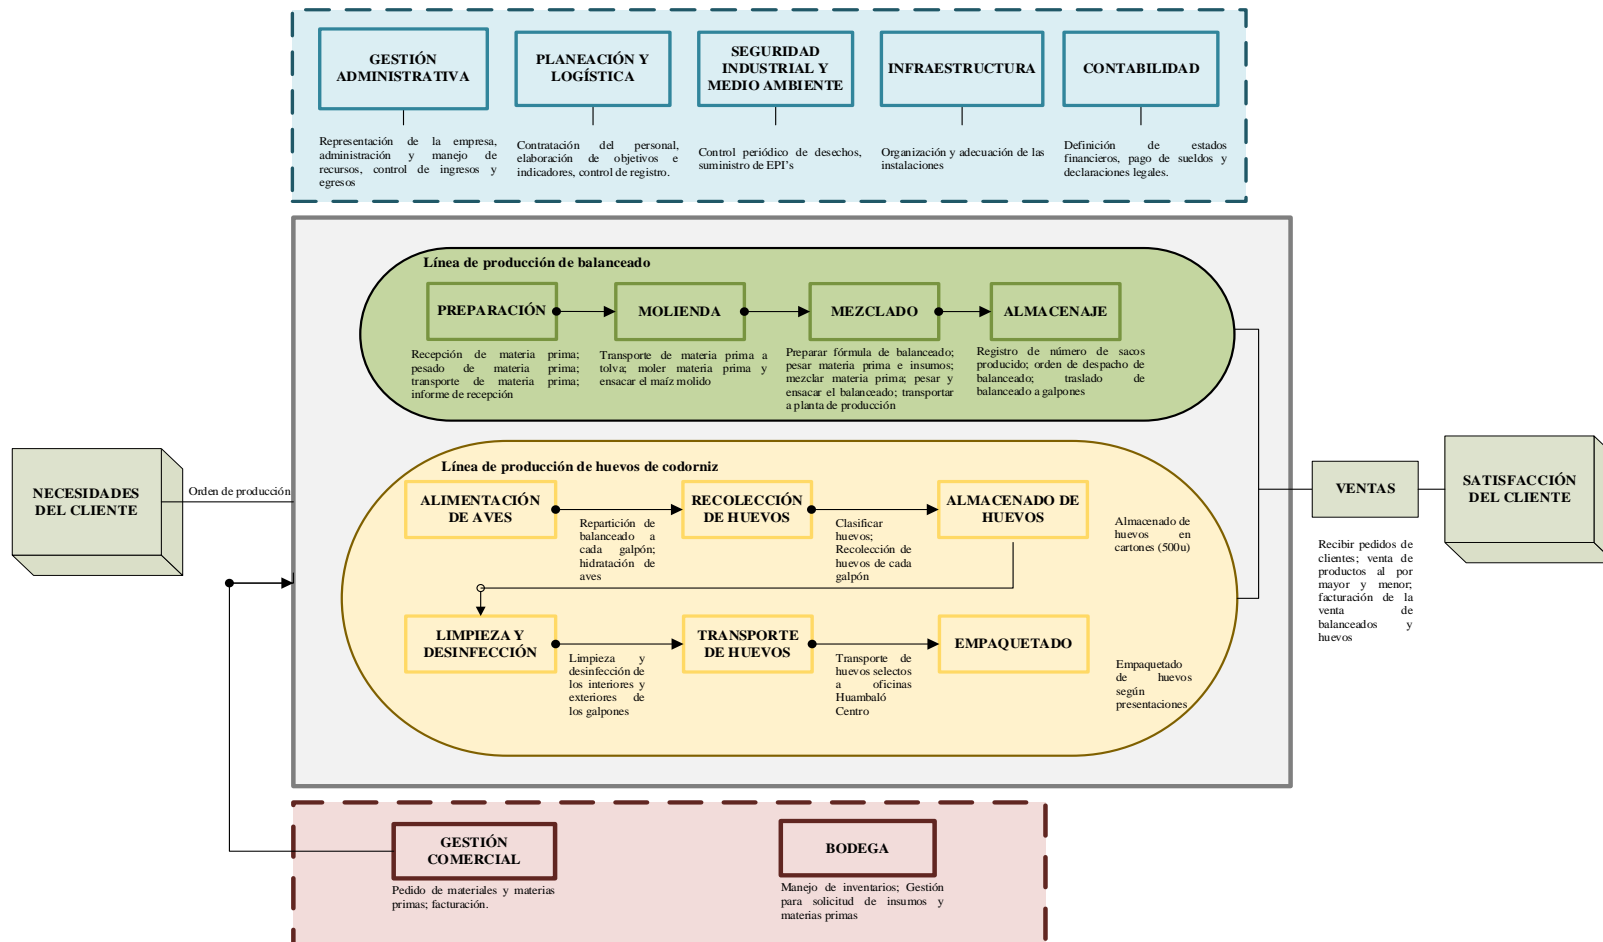 GESTIÓN
ADMINISTRATIVA
PLANEACIÓN Y
LOGÍSTICA
SEGURIDAD
INDUSTRIAL Y
MEDIO AMBIENTE
INFRAESTRUCTURA
CONTABILIDAD
Representación de la empresa,
administración y manejo de
recursos, control de ingresos y
egresos
Contratación del personal,
elaboración de objetivos e
indicadores, control de registro.
Control periódico de desechos,
suministro de EPI's
Organización y adecuación de las
instalaciones
Definición de estados
financieros, pago de sueldos y
declaraciones legales.
Línea de producción de balanceado
PREPARACIÓN
MOLIENDA
MEZCLADO
ALMACENAJE
Recepción de materia prima;
pesado de materia prima;
transporte de materia prima;
informe de recepción
Transporte de materia prima a
tolva; moler materia prima y
ensacar el maíz molido
Preparar fórmula de balanceado;
pesar materia prima e insumos;
mezclar materia prima; pesar y
ensacar el balanceado; transportar
a planta de producción
Registro de número de sacos
producido; orden de despacho de
balanceado; traslado de
balanceado a galpones
NECESIDADES
DEL CLIENTE
Orden de producción
Línea de producción de huevos de codorniz
ALIMENTACIÓN
DE AVES
RECOLECCIÓN
DE HUEVOS
ALMACENADO DE
HUEVOS
Repartición de
balanceado a
cada galpón;
hidratación de
aves
Clasificar
huevos;
Recolección de
huevos de cada
galpón
Almacenado de
huevos en
cartones (500u)
LIMPIEZA Y
DESINFECCIÓN
TRANSPORTE
DE HUEVOS
EMPAQUETADO
Limpieza y
desinfección de
los interiores y
exteriores de
los galpones
Transporte de
huevos selectos
a oficinas
Huambaló
Centro
Empaquetado
de huevos
según
presentaciones
VENTAS
Recibir pedidos de
clientes; venta de
productos al por
mayor y menor;
facturación de la
venta de
balanceados y
huevos
SATISFACCIÓN
DEL CLIENTE
GESTIÓN
COMERCIAL
Pedido de materiales y materias
primas; facturación.
BODEGA
Manejo de inventarios; Gestión
para solicitud de insumos y
materias primas